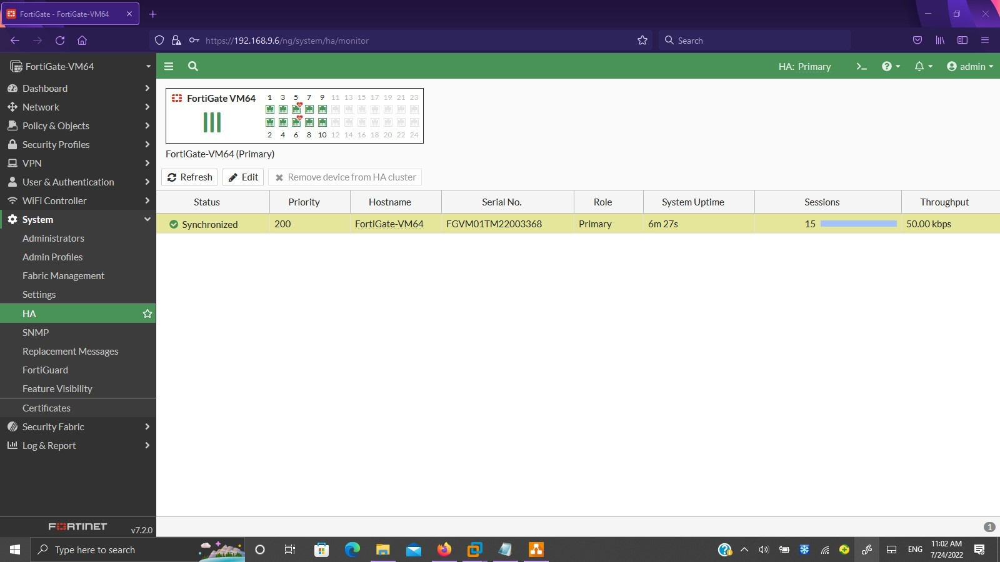 FortiGate - FortiGate-VM64
https://192.168.9.6/ng/system/ha/monitor
Search
FortiGate-VM64
HA: Primary
admin
Dashboard
Network
Policy & Objects
Security Profiles
VPN
User & Authentication
WiFi Controller
System
Administrators
Admin Profiles
Fabric Management
Settings
HA
SNMP
Replacement Messages
FortiGuard
Feature Visibility
Certificates
Security Fabric
Log & Report
FORTINET v7.2.0
FortiGate VM64
1 3 5 7 9 11 13 15 17 19 21 23
2 4 6 8 10 12 14 16 18 20 22 24
FortiGate-VM64 (Primary)
Refresh Edit Remove device from HA cluster
Status Priority Hostname Serial No. Role System Uptime Sessions Throughput
Synchronized 200 FortiGate-VM64 FGVM01TM22003368 Primary 6m 27s 15 50.00 kbps
1
Type here to search
ENG
11:02 AM
7/24/2022